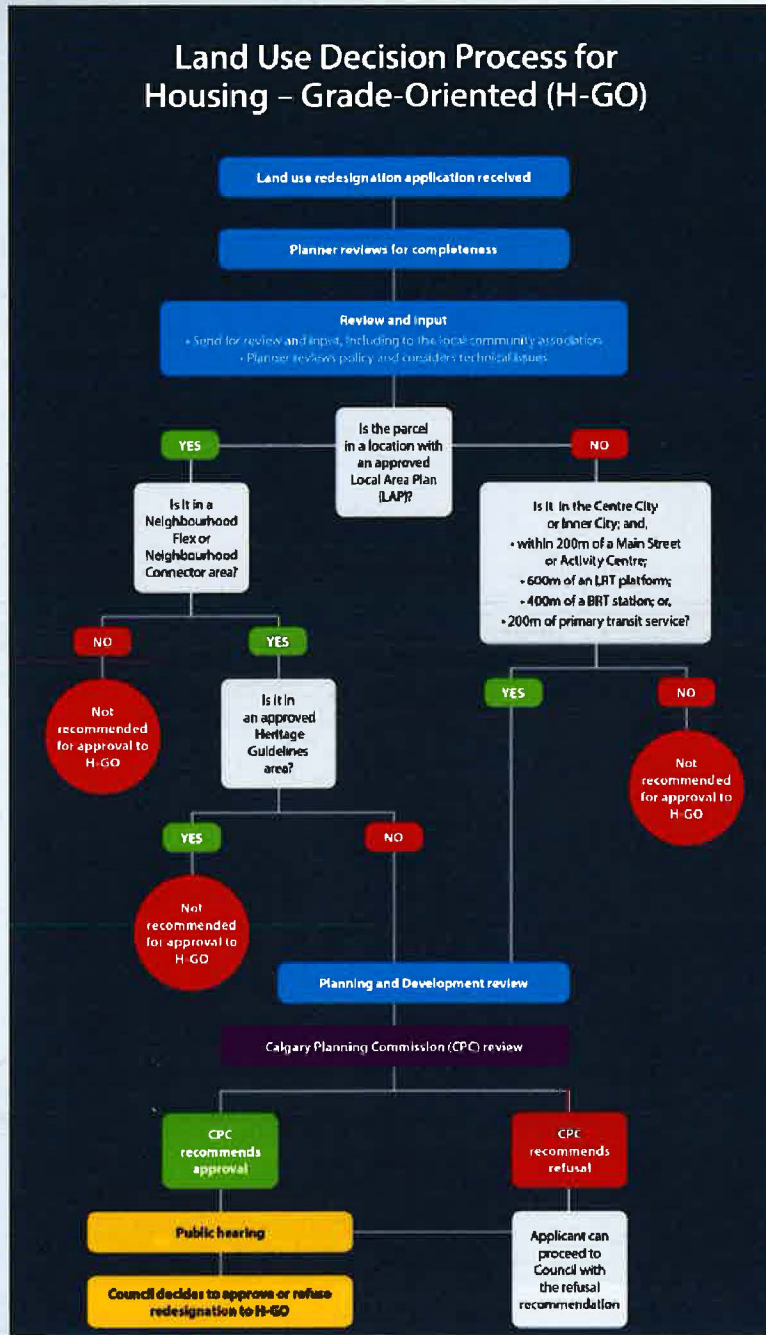 Land Use Decision Process for
Housing – Grade-Oriented (H-GO)
Land use redesignation application received
Planner reviews for completeness
Review and input
• Send for review and input, including to the local community association
• Planner reviews policy and considers technical issues
Is the parcel
in a location with
an approved
Local Area Plan
(LAP)?
YES
NO
Is it in a
Neighbourhood
Flex or
Neighbourhood
Connector area?
Is it in the Centre City
or Inner City; and,
• within 200m of a Main Street
or Activity Centre;
• 600m of an LRT platform;
• 400m of a BRT station; or,
• 200m of primary transit service?
NO
YES
YES
NO
Not
recommended
for approval to
H-GO
Is it in
an approved
Heritage
Guidelines
area?
Not
recommended
for approval to
H-GO
YES
NO
Not
recommended
for approval to
H-GO
Planning and Development review
Calgary Planning Commission (CPC) review
CPC
recommends
approval
CPC
recommends
refusal
Public hearing
Applicant can
proceed to
Council with
the refusal
recommendation
Council decides to approve or refuse
redesignation to H-GO